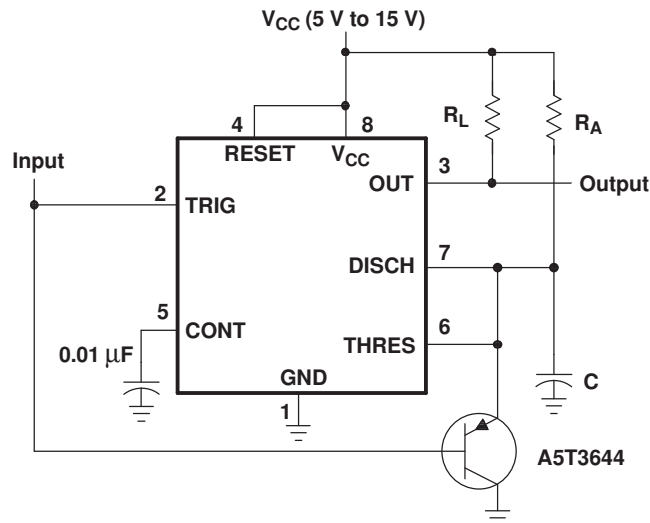 VCC (5 V to 15 V)
RL
RA
4
8
RESET
VCC
Input
3
OUT
Output
2
TRIG
7
DISCH
5
CONT
6
THRES
0.01 μF
GND
C
1
A5T3644